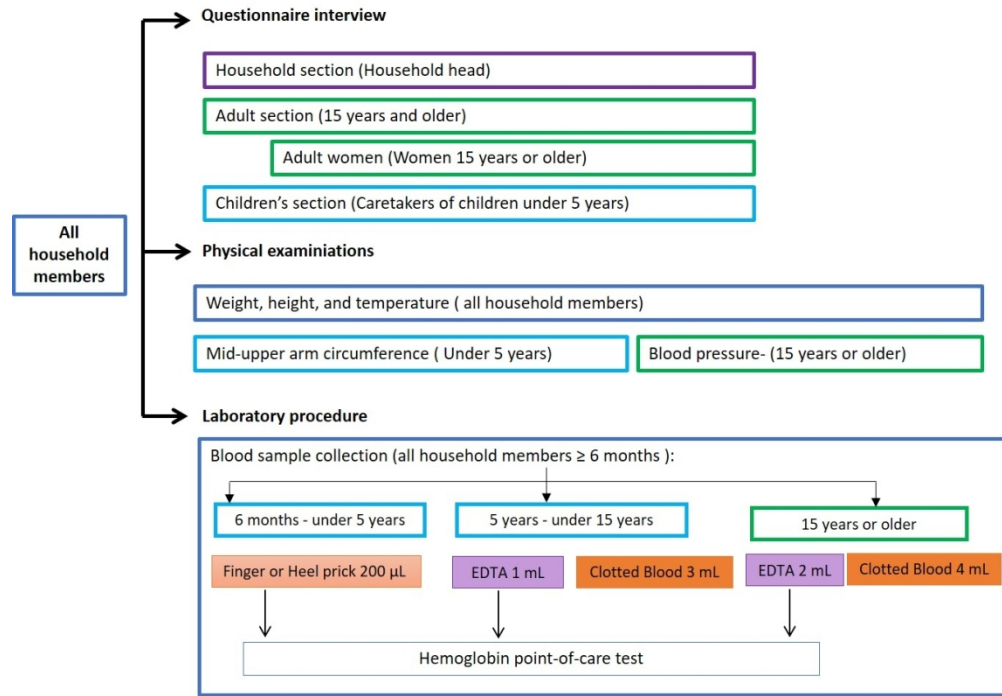 Questionnaire interview
Household section (Household head)
Adult section (15 years and older)
Adult women (Women 15 years or older)
Children’s section (Caretakers of children under 5 years)
All
household
members
Physical examiniations
Weight, height, and temperature ( all household members)
Mid-upper arm circumference ( Under 5 years)
Blood pressure- (15 years or older)
Laboratory procedure
Blood sample collection (all household members ≥ 6 months ):
6 months - under 5 years
5 years - under 15 years
15 years or older
Finger or Heel prick 200 µL
EDTA 1 mL
Clotted Blood 3 mL
EDTA 2 mL
Clotted Blood 4 mL
Hemoglobin point-of-care test